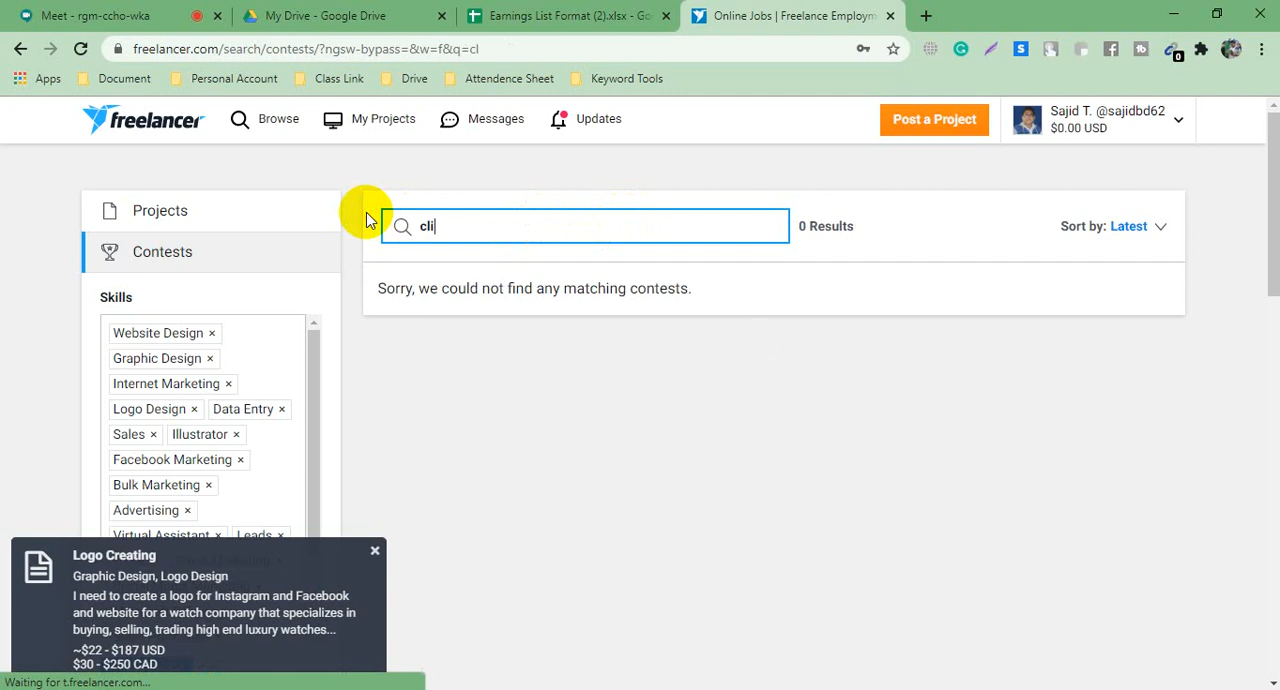 Meet - rgm-ccho-wka
My Drive - Google Drive
Earnings List Format (2).xlsx - Go
Online Jobs | Freelance Employm
freelancer.com/search/contests/?ngsw-bypass=&w=f&q=cl
Apps
Document
Personal Account
Class Link
Drive
Attendence Sheet
Keyword Tools
freelancer
Browse
My Projects
Messages
Updates
Post a Project
Sajid T. @sajidbd62
$0.00 USD
Projects
Contests
Skills
Website Design ×
Graphic Design ×
Internet Marketing ×
Logo Design × Data Entry ×
Sales × Illustrator ×
Facebook Marketing ×
Bulk Marketing ×
Advertising ×
Virtual Assistant × Leads ×
cli
0 Results
Sort by: Latest
Sorry, we could not find any matching contests.
Logo Creating
Graphic Design, Logo Design
I need to create a logo for Instagram and Facebook
and website for a watch company that specializes in
buying, selling, trading high end luxury watches...
~$22 - $187 USD
$30 - $250 CAD
Waiting for t.freelancer.com...